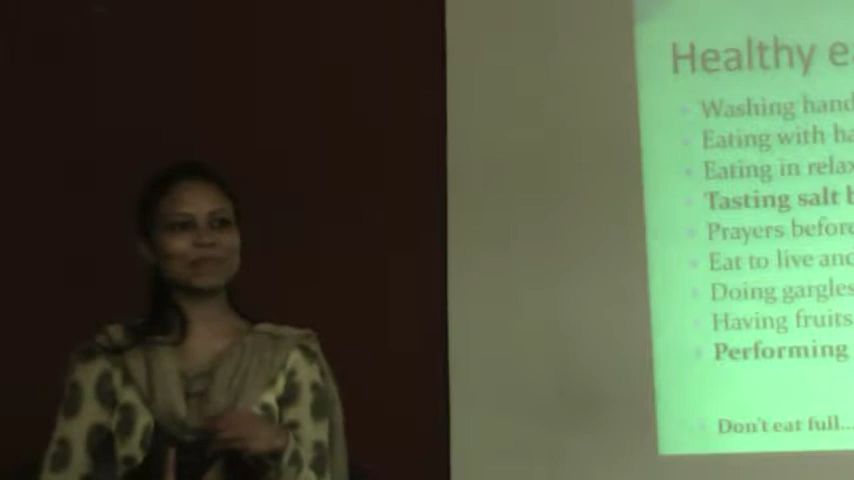 Healthy e
Washing hand
Eating with ha
Eating in relax
Tasting salt b
Prayers before
Eat to live and
Doing gargles
Having fruits
Performing
Don't eat full...